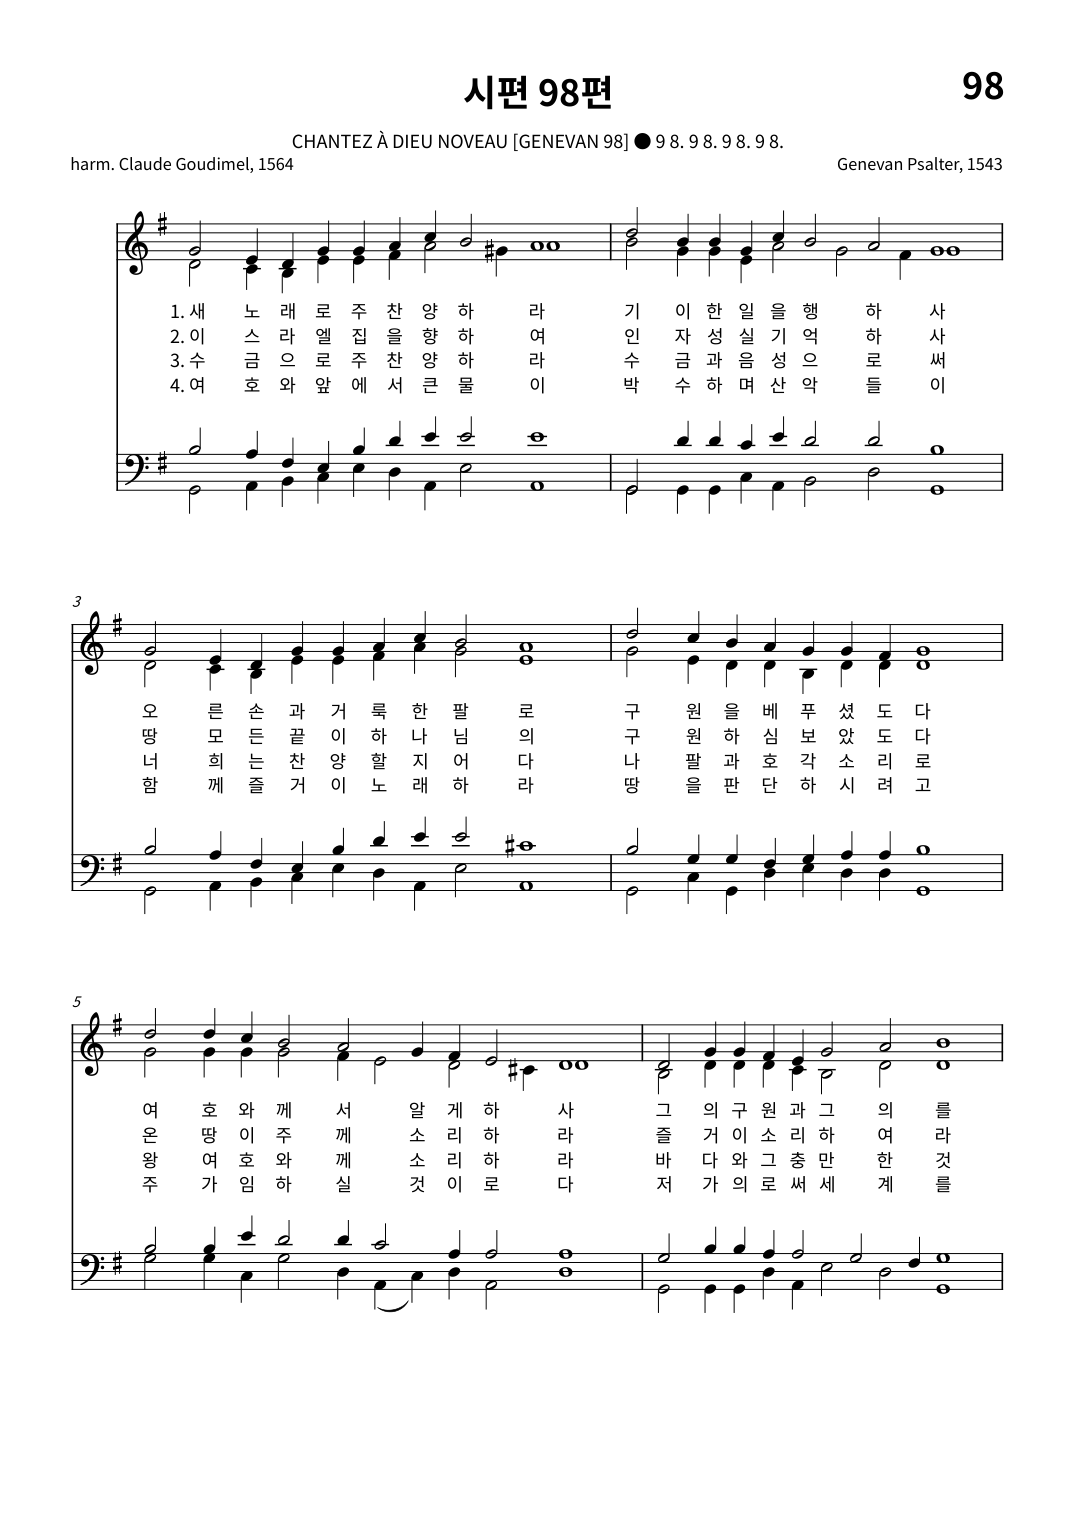 시편 98편
98
CHANTEZ À DIEU NOVEAU [GENEVAN 98] ● 9 8. 9 8. 9 8. 9 8.
harm. Claude Goudimel, 1564
Genevan Psalter, 1543
1. 새 노 래 로 주 찬 양 하 라 기 이 한 일 을 행 하 사
2. 이 스 라 엘 집 을 향 하 여 인 자 성 실 기 억 하 사
3. 수 금 으 로 주 찬 양 하 라 수 금 과 음 성 으 로 써
4. 여 호 와 앞 에 서 큰 물 이 박 수 하 며 산 악 들 이
3
오 른 손 과 거 룩 한 팔 로 구 원 을 베 푸 셨 도 다
땅 모 든 끝 이 하 나 님 의 구 원 하 심 보 았 도 다
너 희 는 찬 양 할 지 어 다 나 팔 과 호 각 소 리 로
함 께 즐 거 이 노 래 하 라 땅 을 판 단 하 시 려 고
5
여 호 와 께 서 알 게 하 사 그 의 구 원 과 그 의 를
온 땅 이 주 께 소 리 하 라 즐 거 이 소 리 하 여 라
왕 여 호 와 께 소 리 하 라 바 다 와 그 충 만 한 것
주 가 임 하 실 것 이 로 다 저 가 의 로 써 세 계 를